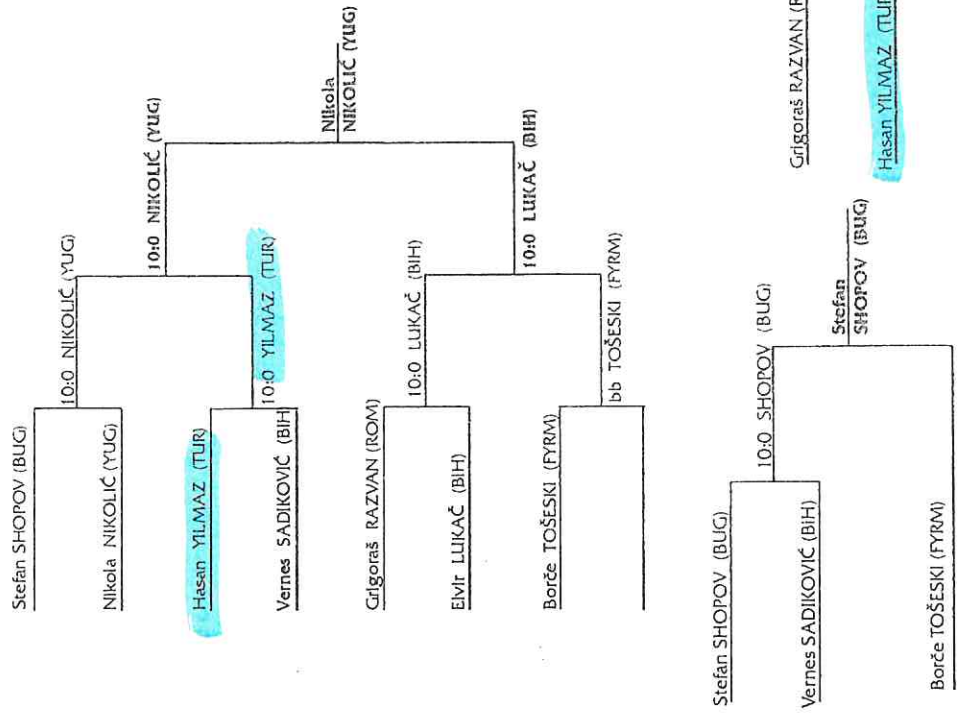 Stefan SHOPOV (BUG)
10:0 NIKOLIĆ (YUG)
Nikola NIKOLIĆ (YUG)
10:0 NIKOLIĆ (YUG)
Hasan YILMAZ (TUR)
10:0 YILMAZ (TUR)
Vernes SADIKOVIĆ (BIH)
Nikola
NIKOLIĆ (YUG)
Grigoraš RAZVAN (ROM)
10:0 LUKAČ (BIH)
Elvir LUKAČ (BIH)
10:0 LUKAČ (BIH)
Borče TOŠESKI (FYRM)
bb TOŠESKI (FYRM)
Stefan SHOPOV (BUG)
10:0 SHOPOV (BUG)
Vernes SADIKOVIĆ (BIH)
Stefan
SHOPOV (BUG)
Borče TOŠESKI (FYRM)
Grigoraš RAZVAN
Hasan YILMAZ (TUR